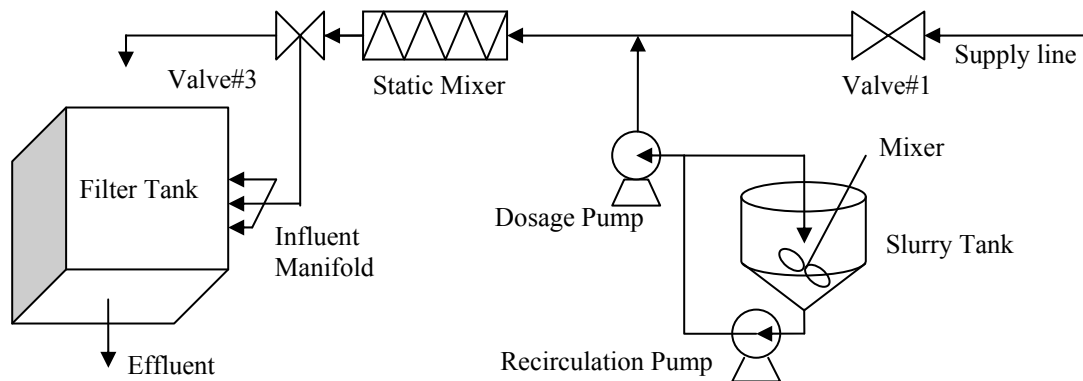 Supply line
Valve#3
Static Mixer
Valve#1
Mixer
Filter Tank
Dosage Pump
Influent
Manifold
Slurry Tank
Recirculation Pump
Effluent